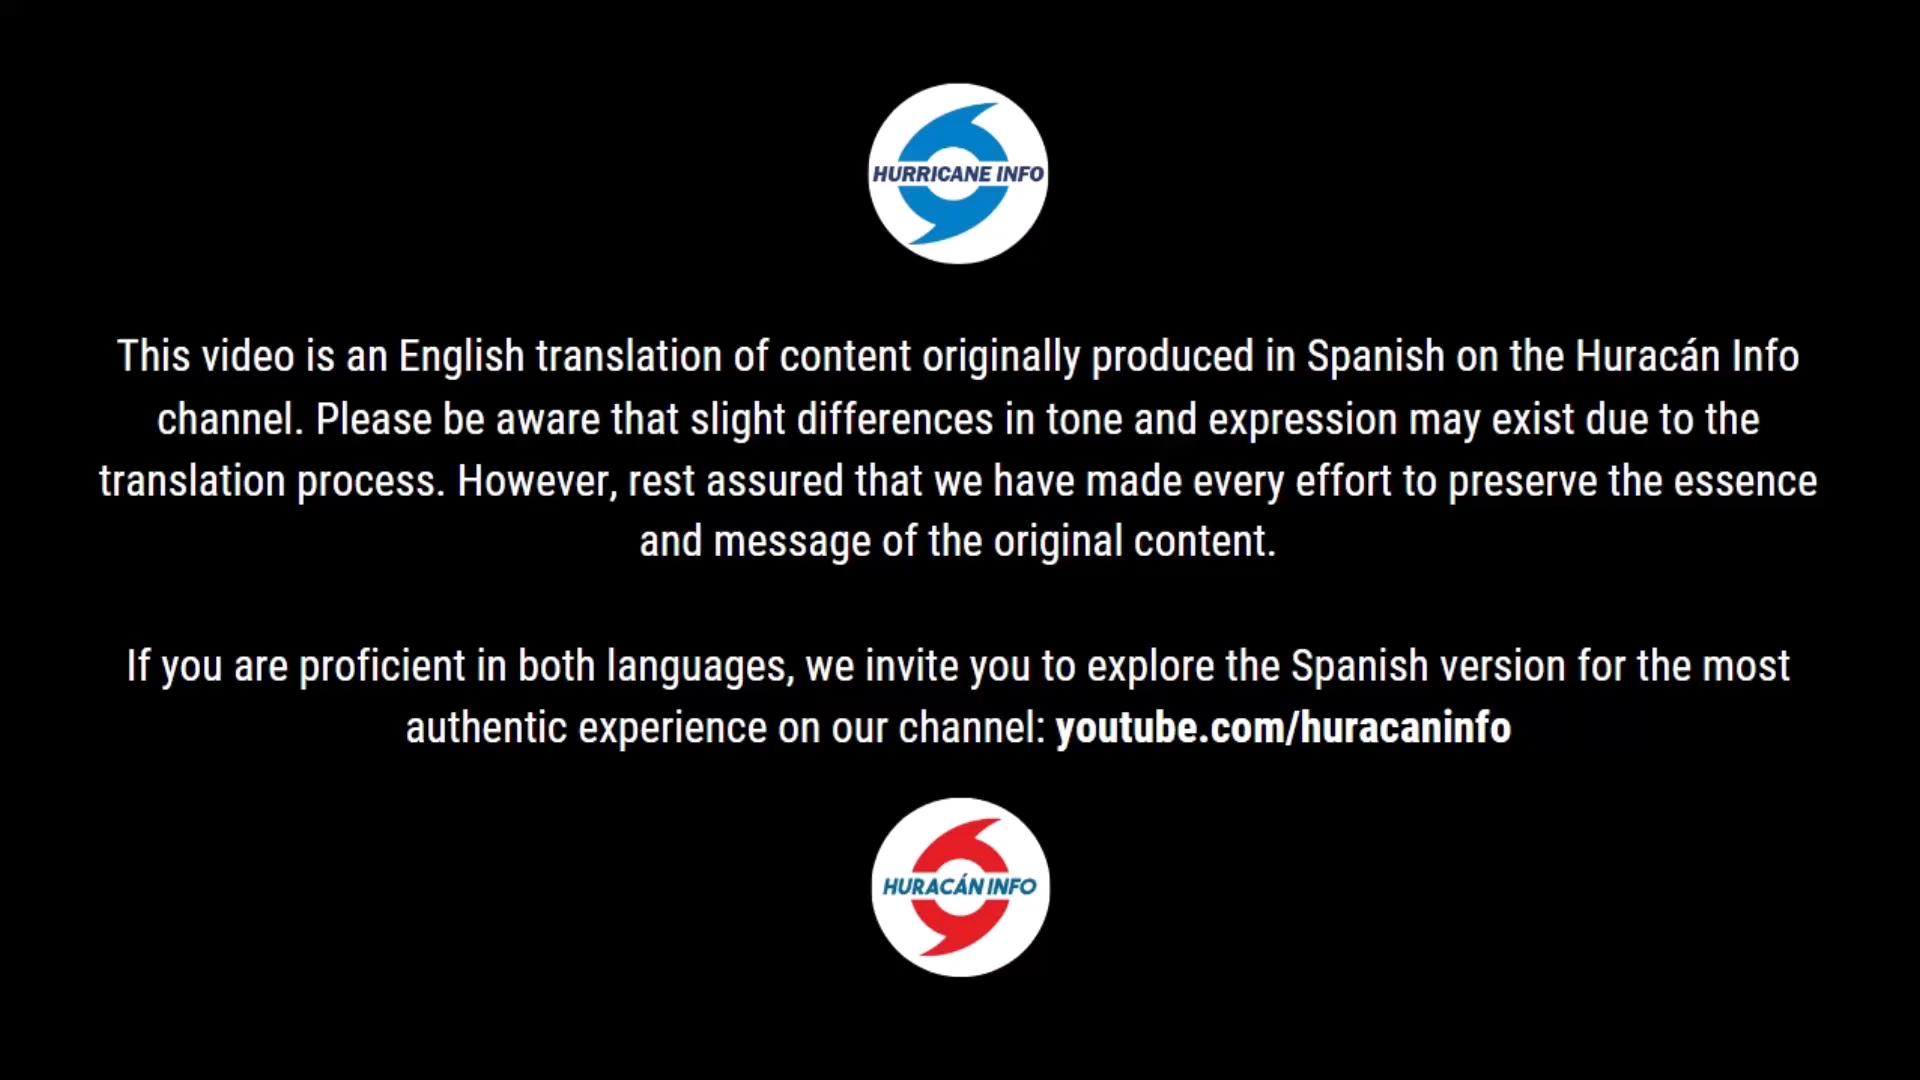 HURRICANE INFO
This video is an English translation of content originally produced in Spanish on the Huracán Info
channel. Please be aware that slight differences in tone and expression may exist due to the
translation process. However, rest assured that we have made every effort to preserve the essence
and message of the original content.
If you are proficient in both languages, we invite you to explore the Spanish version for the most
authentic experience on our channel: youtube.com/huracaninfo
HURACÁN INFO